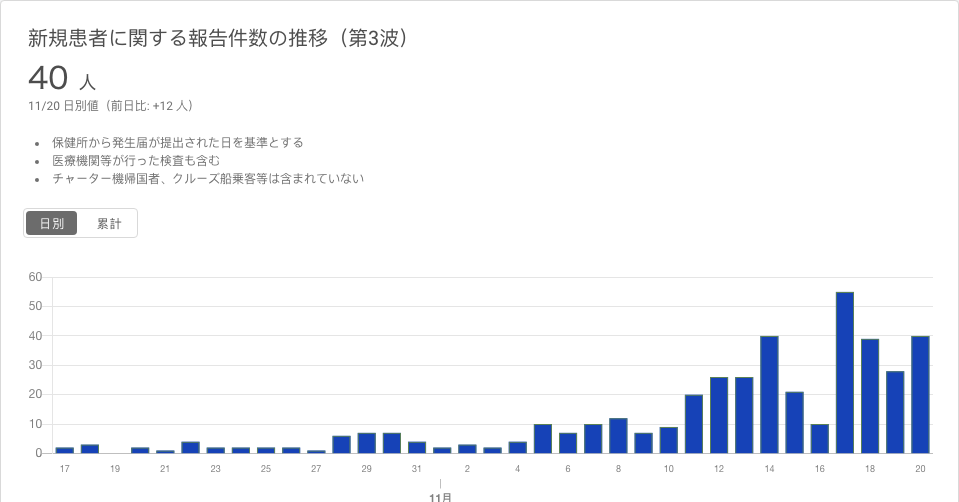 新規患者に関する報告件数の推移（第3波）
40 人
11/20 日別値（前日比: +12 人）
保健所から発生届が提出された日を基準とする
医療機関等が行った検査も含む
チャーター機帰国者、クルーズ船乗客等は含まれていない
日別 累計
60
50
40
30
20
10
0
17 19 21 23 25 27 29 31 2 4 6 8 10 12 14 16 18 20
11月